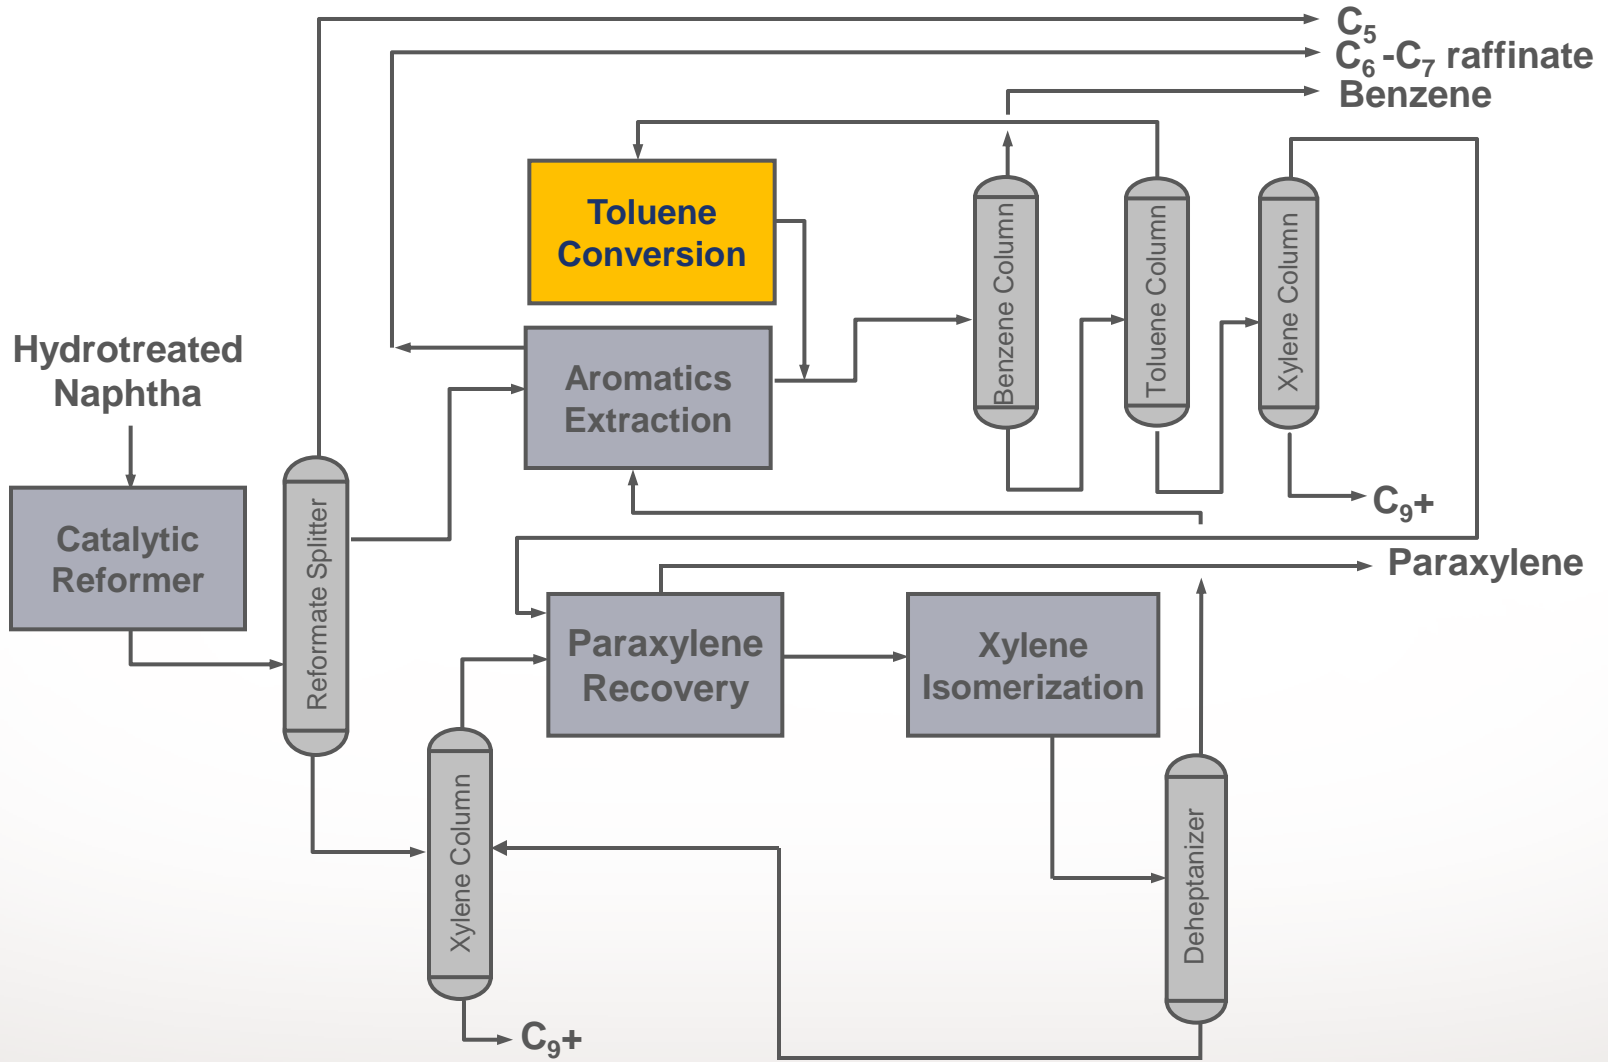 C₅
C₆-C₇ raffinate
Benzene
Toluene
Conversion
Benzene Column
Toluene Column
Xylene Column
Hydrotreated
Naphtha
Aromatics
Extraction
C₉+
Catalytic
Reformer
Reformate Splitter
Paraxylene
Paraxylene
Recovery
Xylene
Isomerization
Xylene Column
Deheptanizer
C₉+